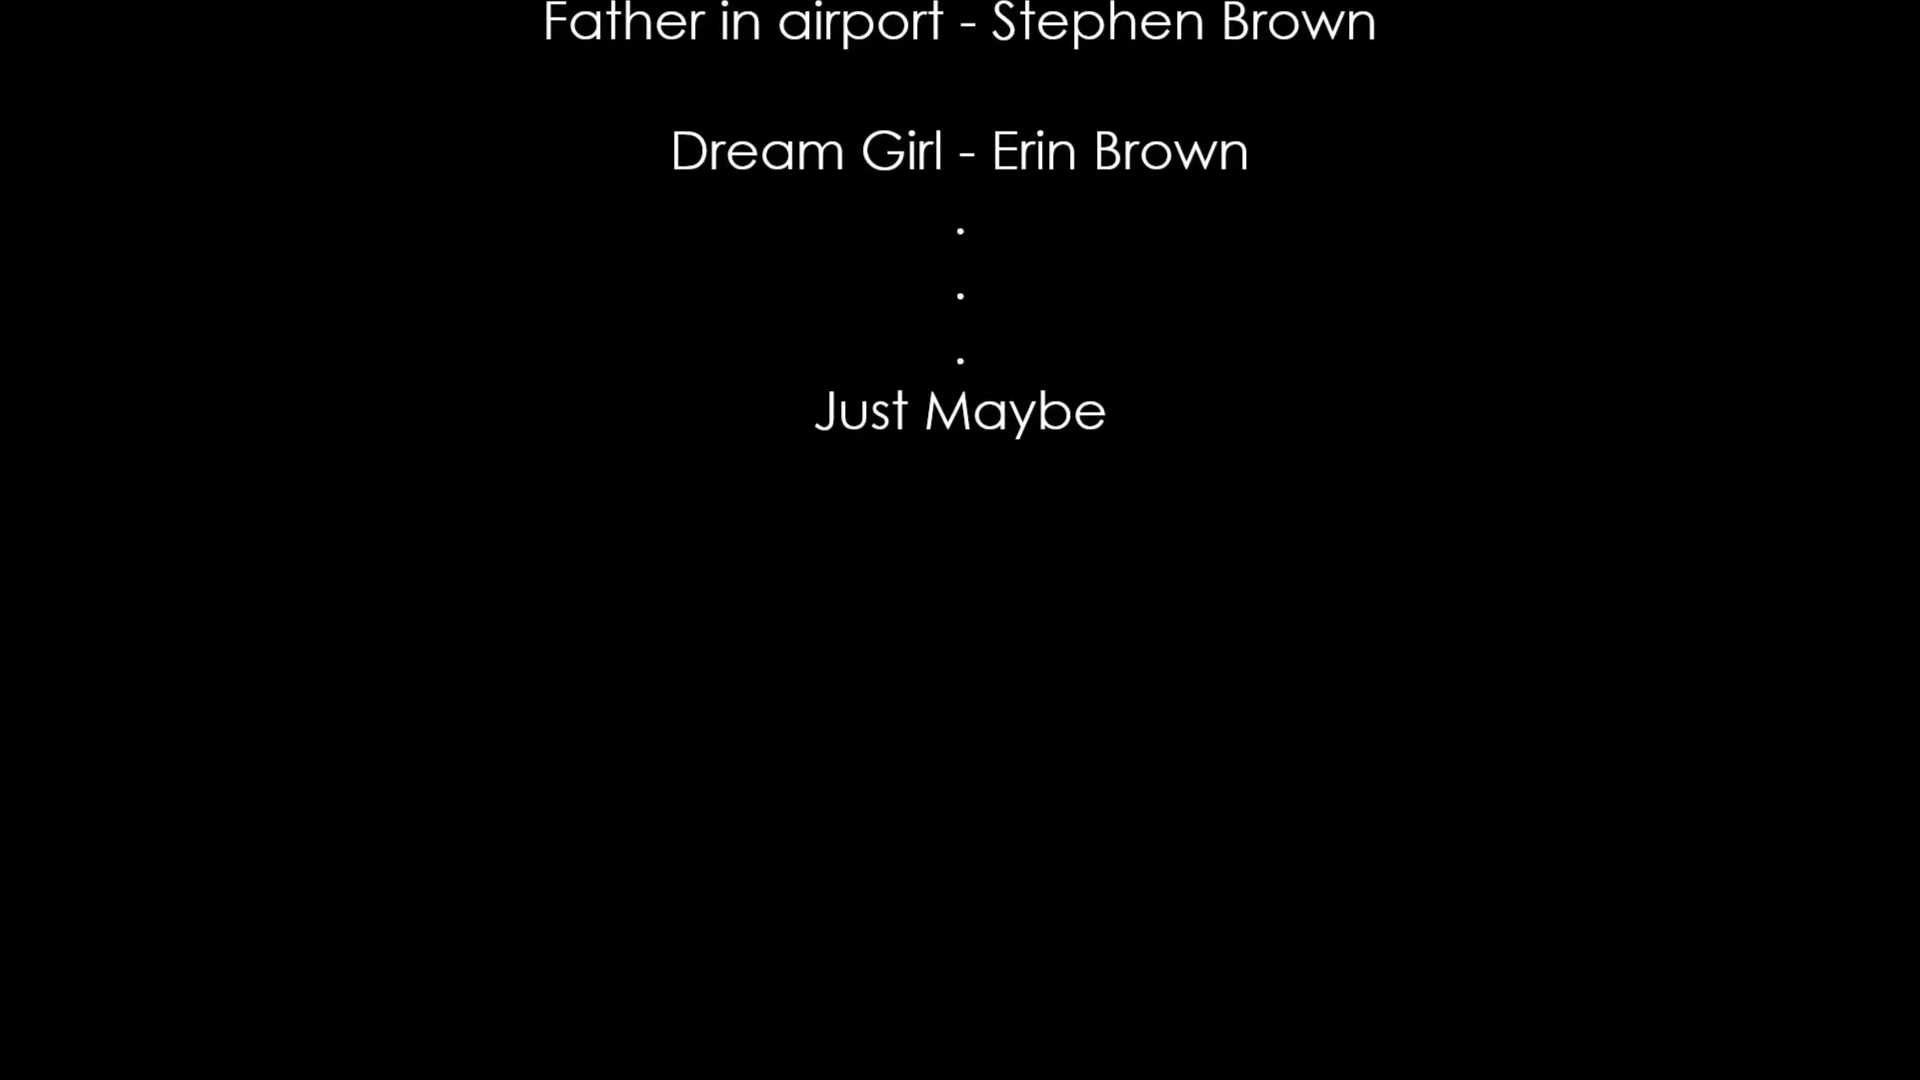 Father in airport - Stephen Brown
Dream Girl - Erin Brown
.
.
.
Just Maybe